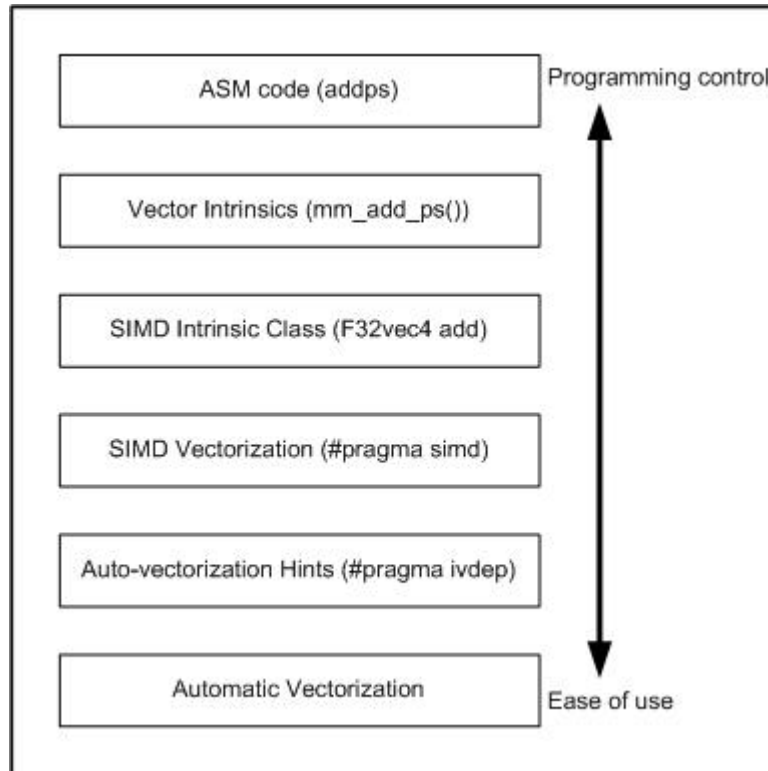 ASM code (addps)
Programming control
Vector Intrinsics (mm_add_ps())
SIMD Intrinsic Class (F32vec4 add)
SIMD Vectorization (#pragma simd)
Auto-vectorization Hints (#pragma ivdep)
Automatic Vectorization
Ease of use